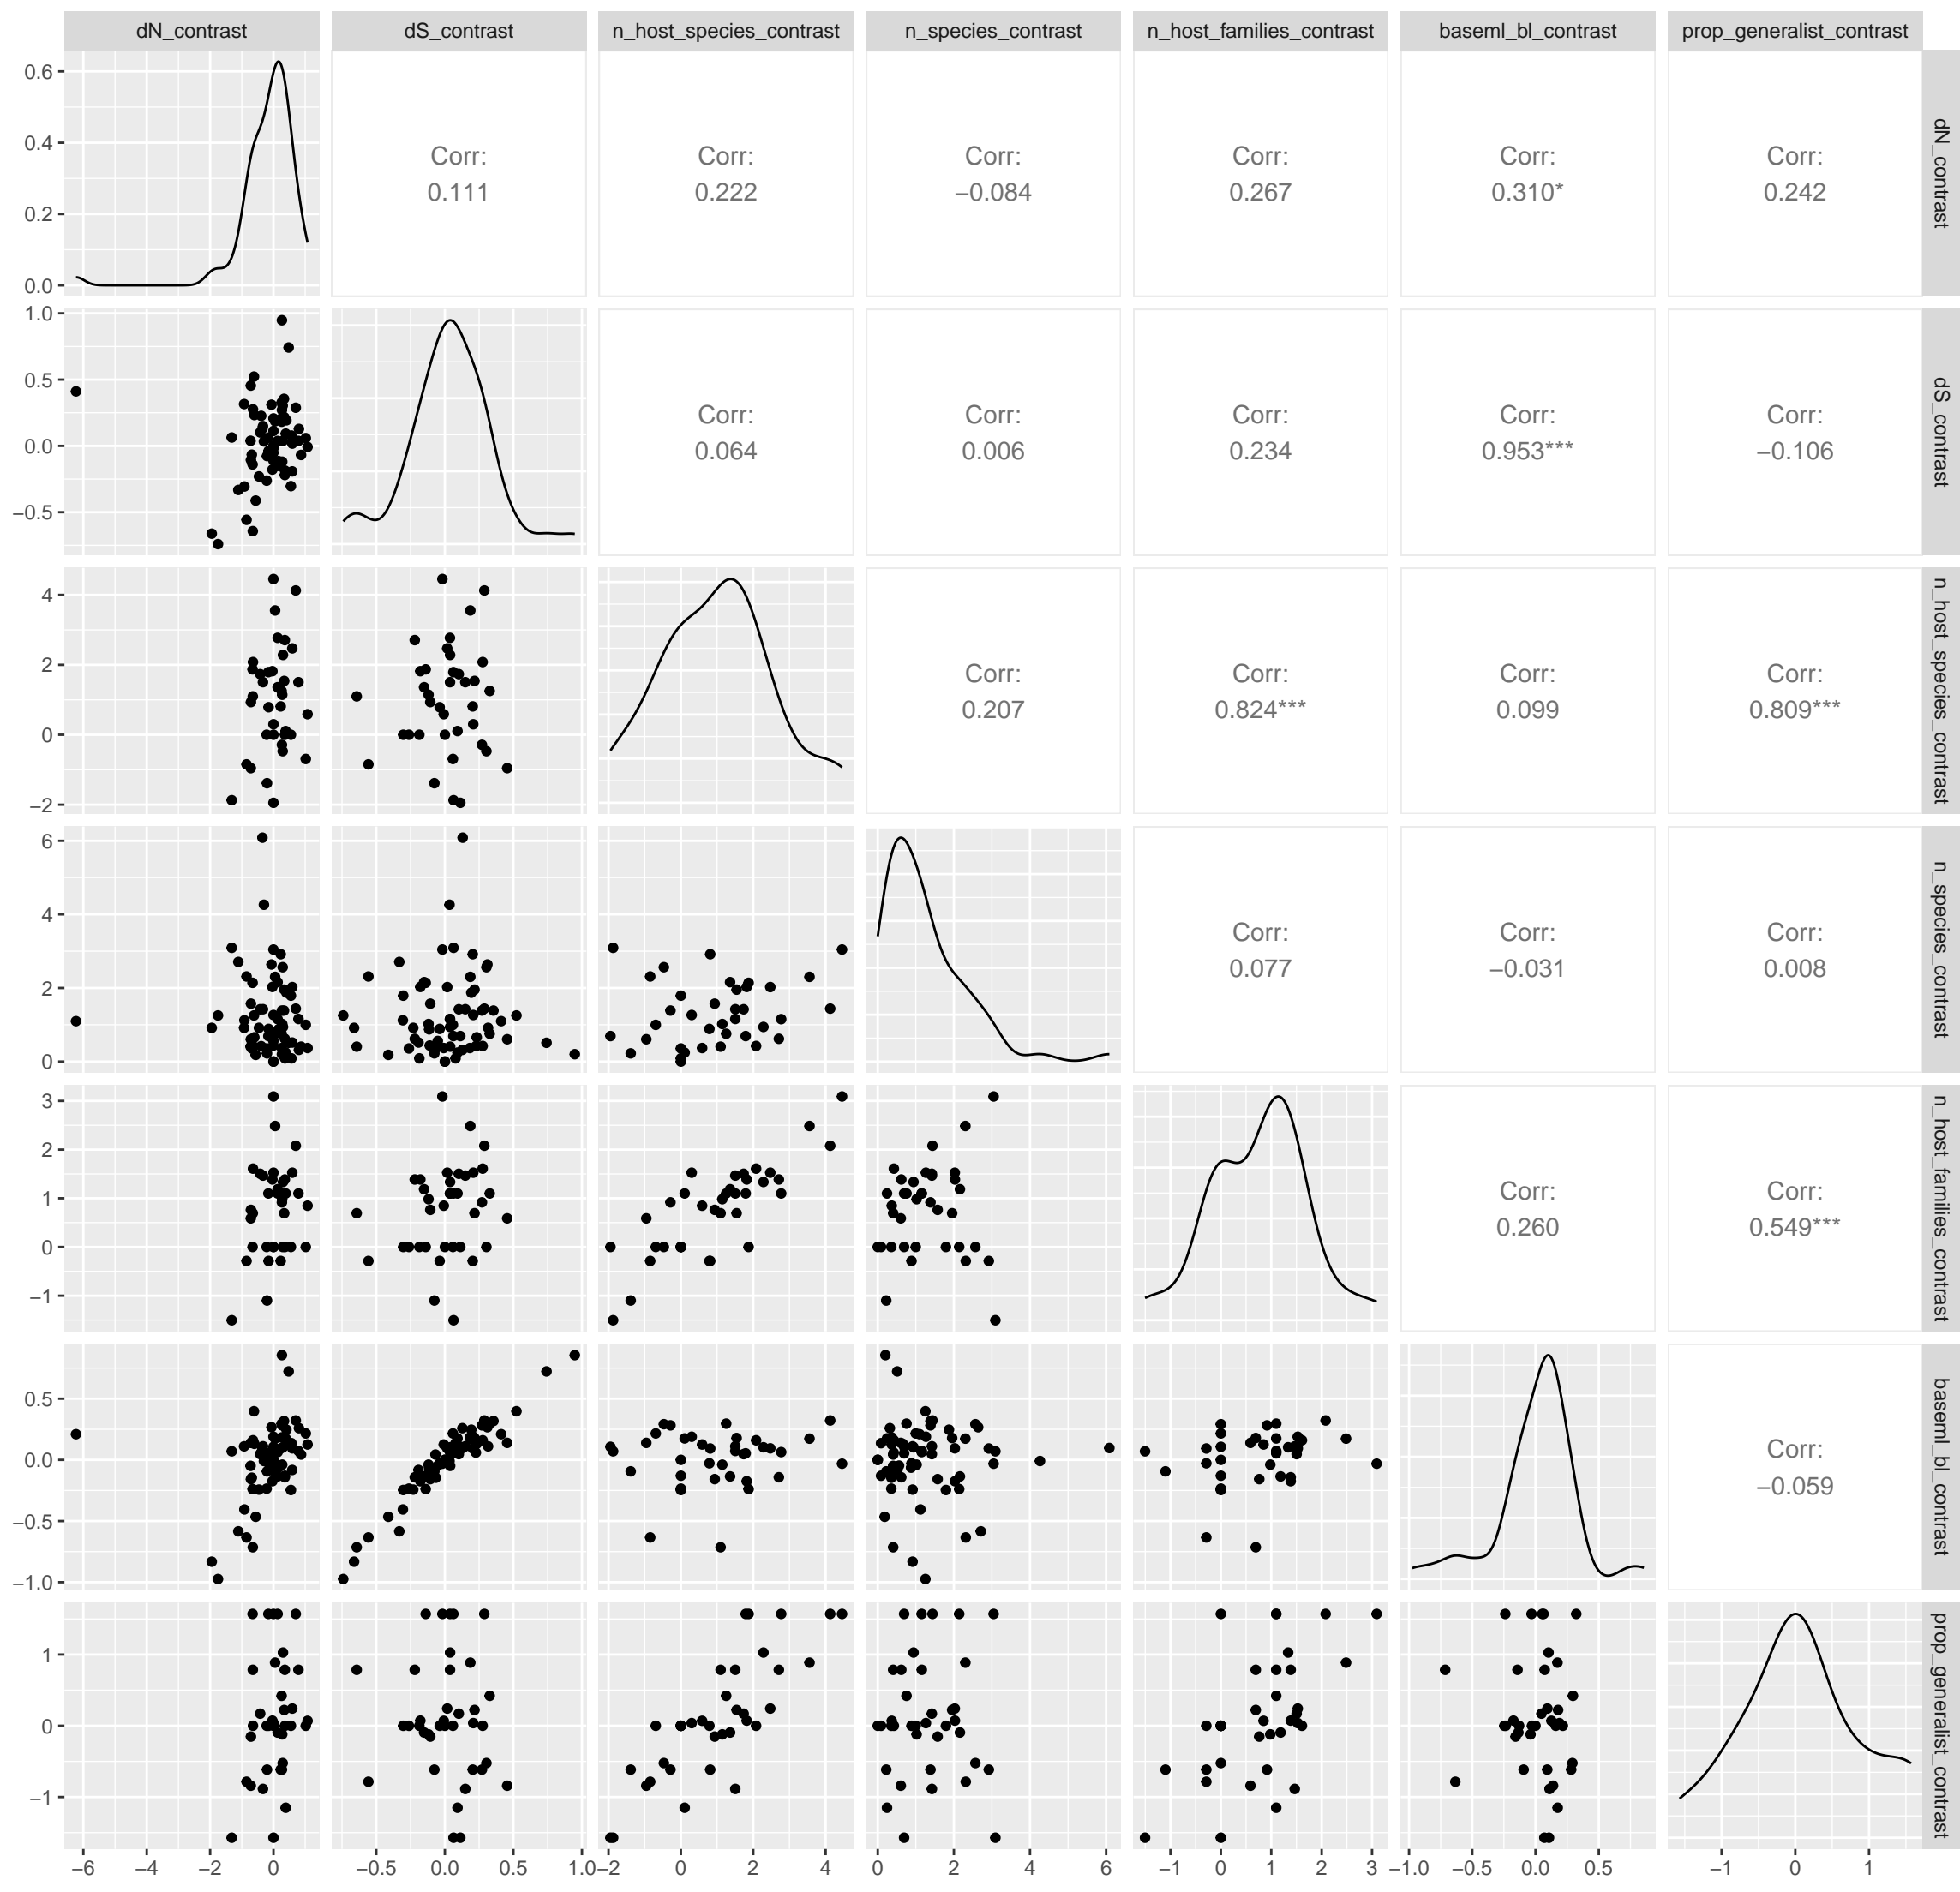 dN_contrast
dS_contrast
n_host_species_contrast
n_species_contrast
n_host_families_contrast
baseml_bl_contrast
prop_generalist_contrast
0.6
0.4
0.2
0.0
Corr:
0.111
Corr:
0.222
Corr:
−0.084
Corr:
0.267
Corr:
0.310*
Corr:
0.242
dN_contrast
1.0
0.5
0.0
−0.5
Corr:
0.064
Corr:
0.006
Corr:
0.234
Corr:
0.953***
Corr:
−0.106
dS_contrast
4
2
0
−2
Corr:
0.207
Corr:
0.824***
Corr:
0.099
Corr:
0.809***
n_host_species_contrast
6
4
2
0
Corr:
0.077
Corr:
−0.031
Corr:
0.008
n_species_contrast
3
2
1
0
−1
Corr:
0.260
Corr:
0.549***
n_host_families_contrast
0.5
0.0
−0.5
−1.0
Corr:
−0.059
baseml_bl_contrast
1
0
−1
prop_generalist_contrast
−6 −4 −2 0
−0.5 0.0 0.5 1.0
−2 0 2 4
0 2 4 6
−1 0 1 2 3
−1.0 −0.5 0.0 0.5
−1 0 1